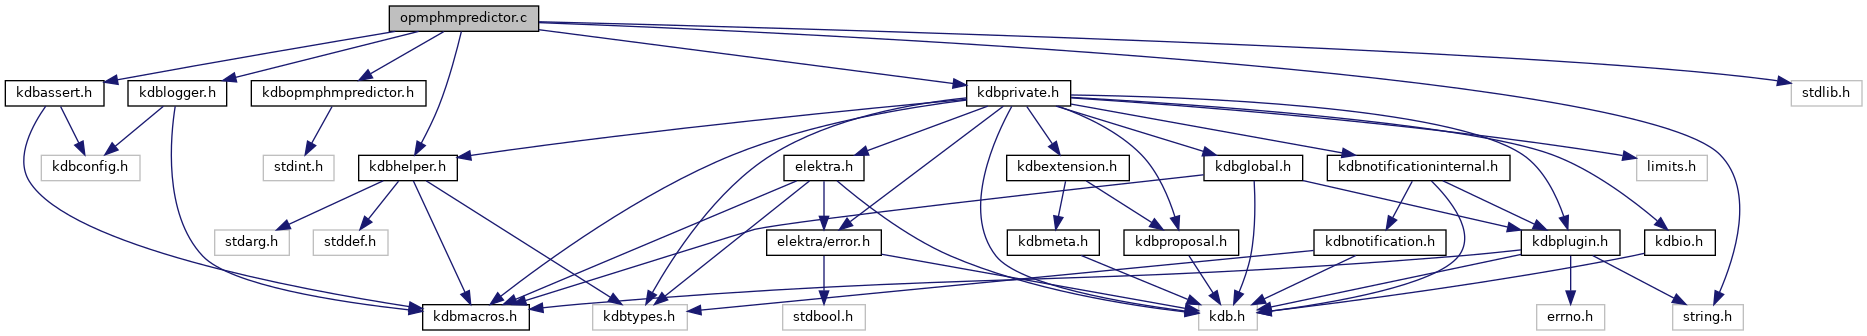 opmphmpredictor.c
kdbassert.h
kdblogger.h
kdbopmphmpredictor.h
kdbprivate.h
stdlib.h
kdbconfig.h
stdint.h
kdbhelper.h
elektra.h
kdbextension.h
kdbglobal.h
kdbnotificationinternal.h
limits.h
stdarg.h
stddef.h
elektra/error.h
kdbmeta.h
kdbproposal.h
kdbnotification.h
kdbplugin.h
kdbio.h
kdbmacros.h
kdbtypes.h
stdbool.h
kdb.h
errno.h
string.h